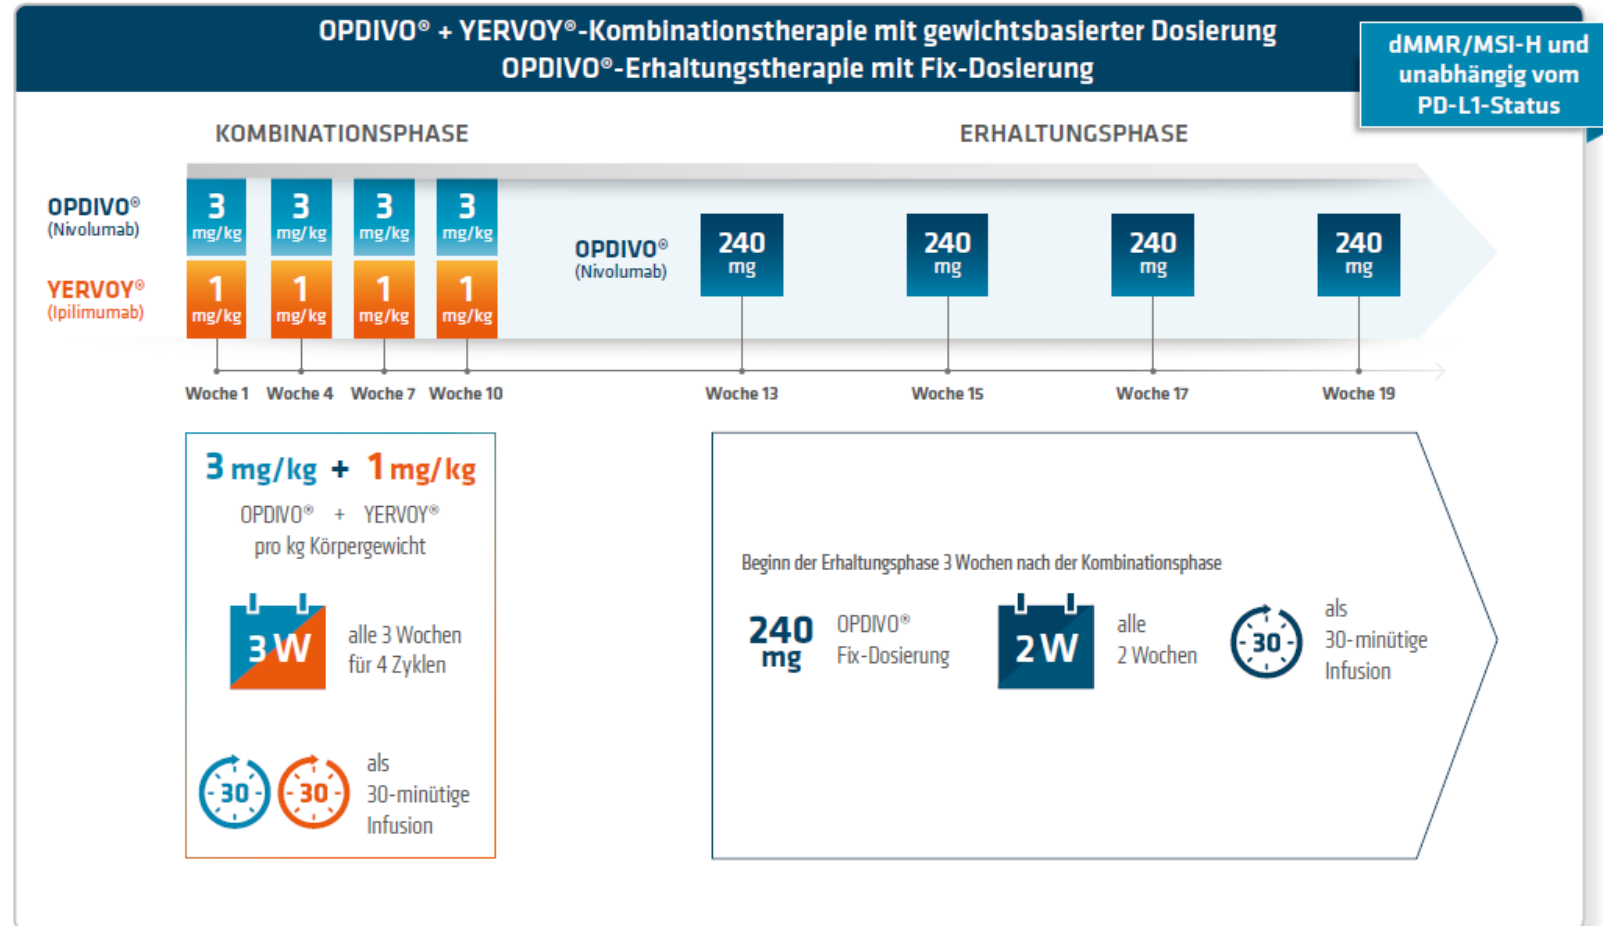 OPDIVO® + YERVOY®-Kombinationstherapie mit gewichtsbasierter Dosierung
OPDIVO®-Erhaltungstherapie mit Fix-Dosierung
dMMR/MSI-H und
unabhängig vom
PD-L1-Status
KOMBINATIONSPHASE
ERHALTUNGSPHASE
OPDIVO®
(Nivolumab)
3 mg/kg
3 mg/kg
3 mg/kg
3 mg/kg
YERVOY®
(Ipilimumab)
1 mg/kg
1 mg/kg
1 mg/kg
1 mg/kg
OPDIVO®
(Nivolumab)
240 mg
240 mg
240 mg
240 mg
Woche 1 Woche 4 Woche 7 Woche 10 Woche 13 Woche 15 Woche 17 Woche 19
3 mg/kg + 1 mg/kg
OPDIVO® + YERVOY®
pro kg Körpergewicht
3 W
alle 3 Wochen
für 4 Zyklen
30 30
als
30-minütige
Infusion
Beginn der Erhaltungsphase 3 Wochen nach der Kombinationsphase
240
mg
OPDIVO®
Fix-Dosierung
2 W
alle
2 Wochen
30
als
30-minütige
Infusion